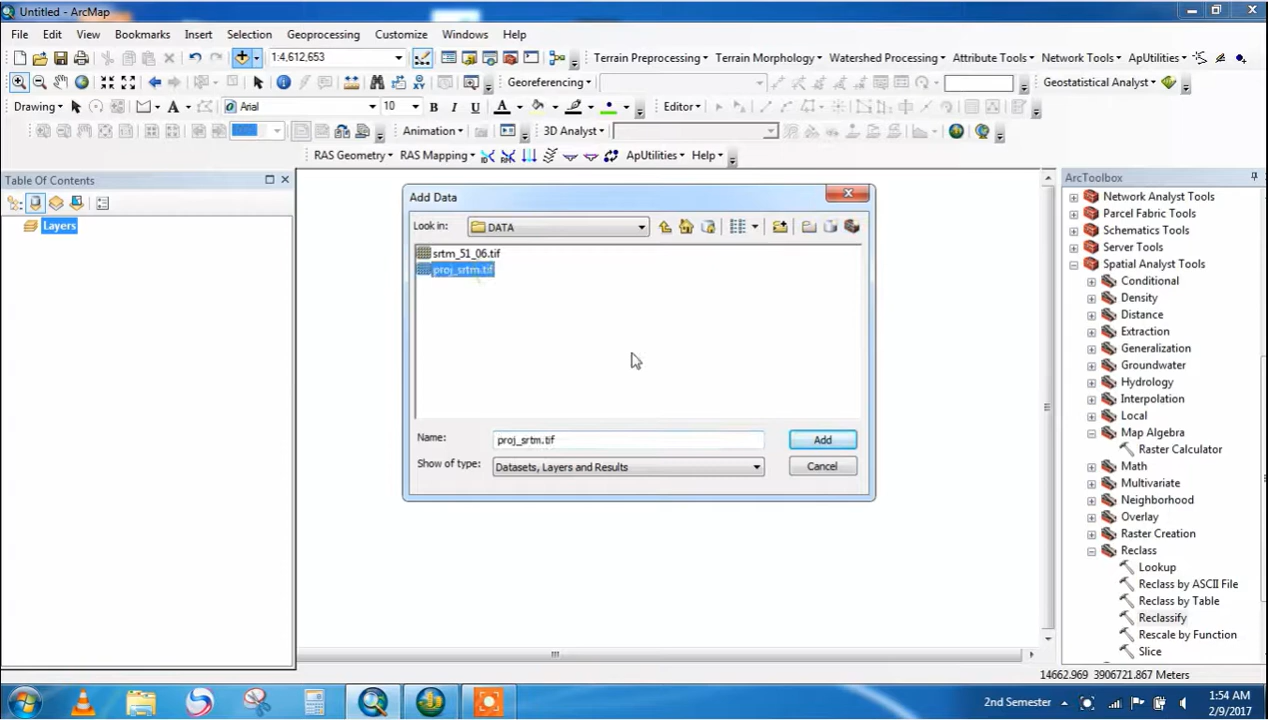 Untitled - ArcMap
File Edit View Bookmarks Insert Selection Geoprocessing Customize Windows Help
1:4,612,653 Terrain Preprocessing Terrain Morphology Watershed Processing Attribute Tools Network Tools ApUtilities
Georeferencing Geostatistical Analyst
Drawing Arial 10 B I U A Editor
Animation 3D Analyst
RAS Geometry RAS Mapping ApUtilities Help
Table Of Contents
Layers
Add Data
Look in: DATA
srtm_51_06.tif
proj_srtm.tif
Name: proj_srtm.tif Add
Show of type: Datasets, Layers and Results Cancel
ArcToolbox
Network Analyst Tools
Parcel Fabric Tools
Schematics Tools
Server Tools
Spatial Analyst Tools
Conditional
Density
Distance
Extraction
Generalization
Groundwater
Hydrology
Interpolation
Local
Map Algebra
Raster Calculator
Math
Multivariate
Neighborhood
Overlay
Raster Creation
Reclass
Lookup
Reclass by ASCII File
Reclass by Table
Reclassify
Rescale by Function
Slice
14662.969 3906721.867 Meters
2nd Semester
1:54 AM
2/9/2017